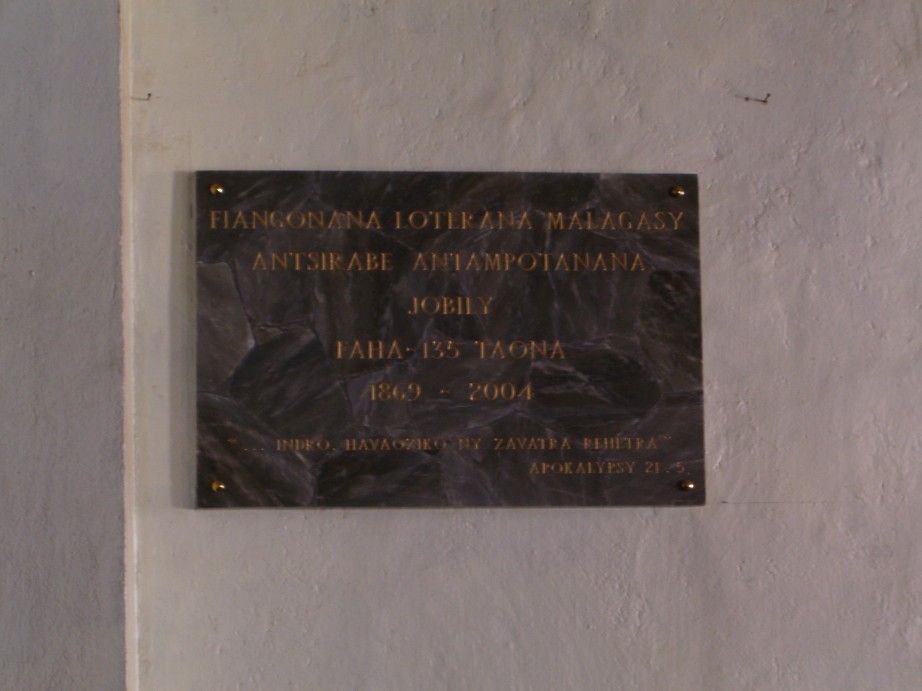 FIANGONANA LOTERANA MALAGASY
ANTSIRABE ANTAMPOTANANA
JOBILY
FAHA-135 TAONA
1869 - 2004
"... INDRO, HAVAOZIKO NY ZAVATRA REHETRA"
APOKALYPSY 21.5